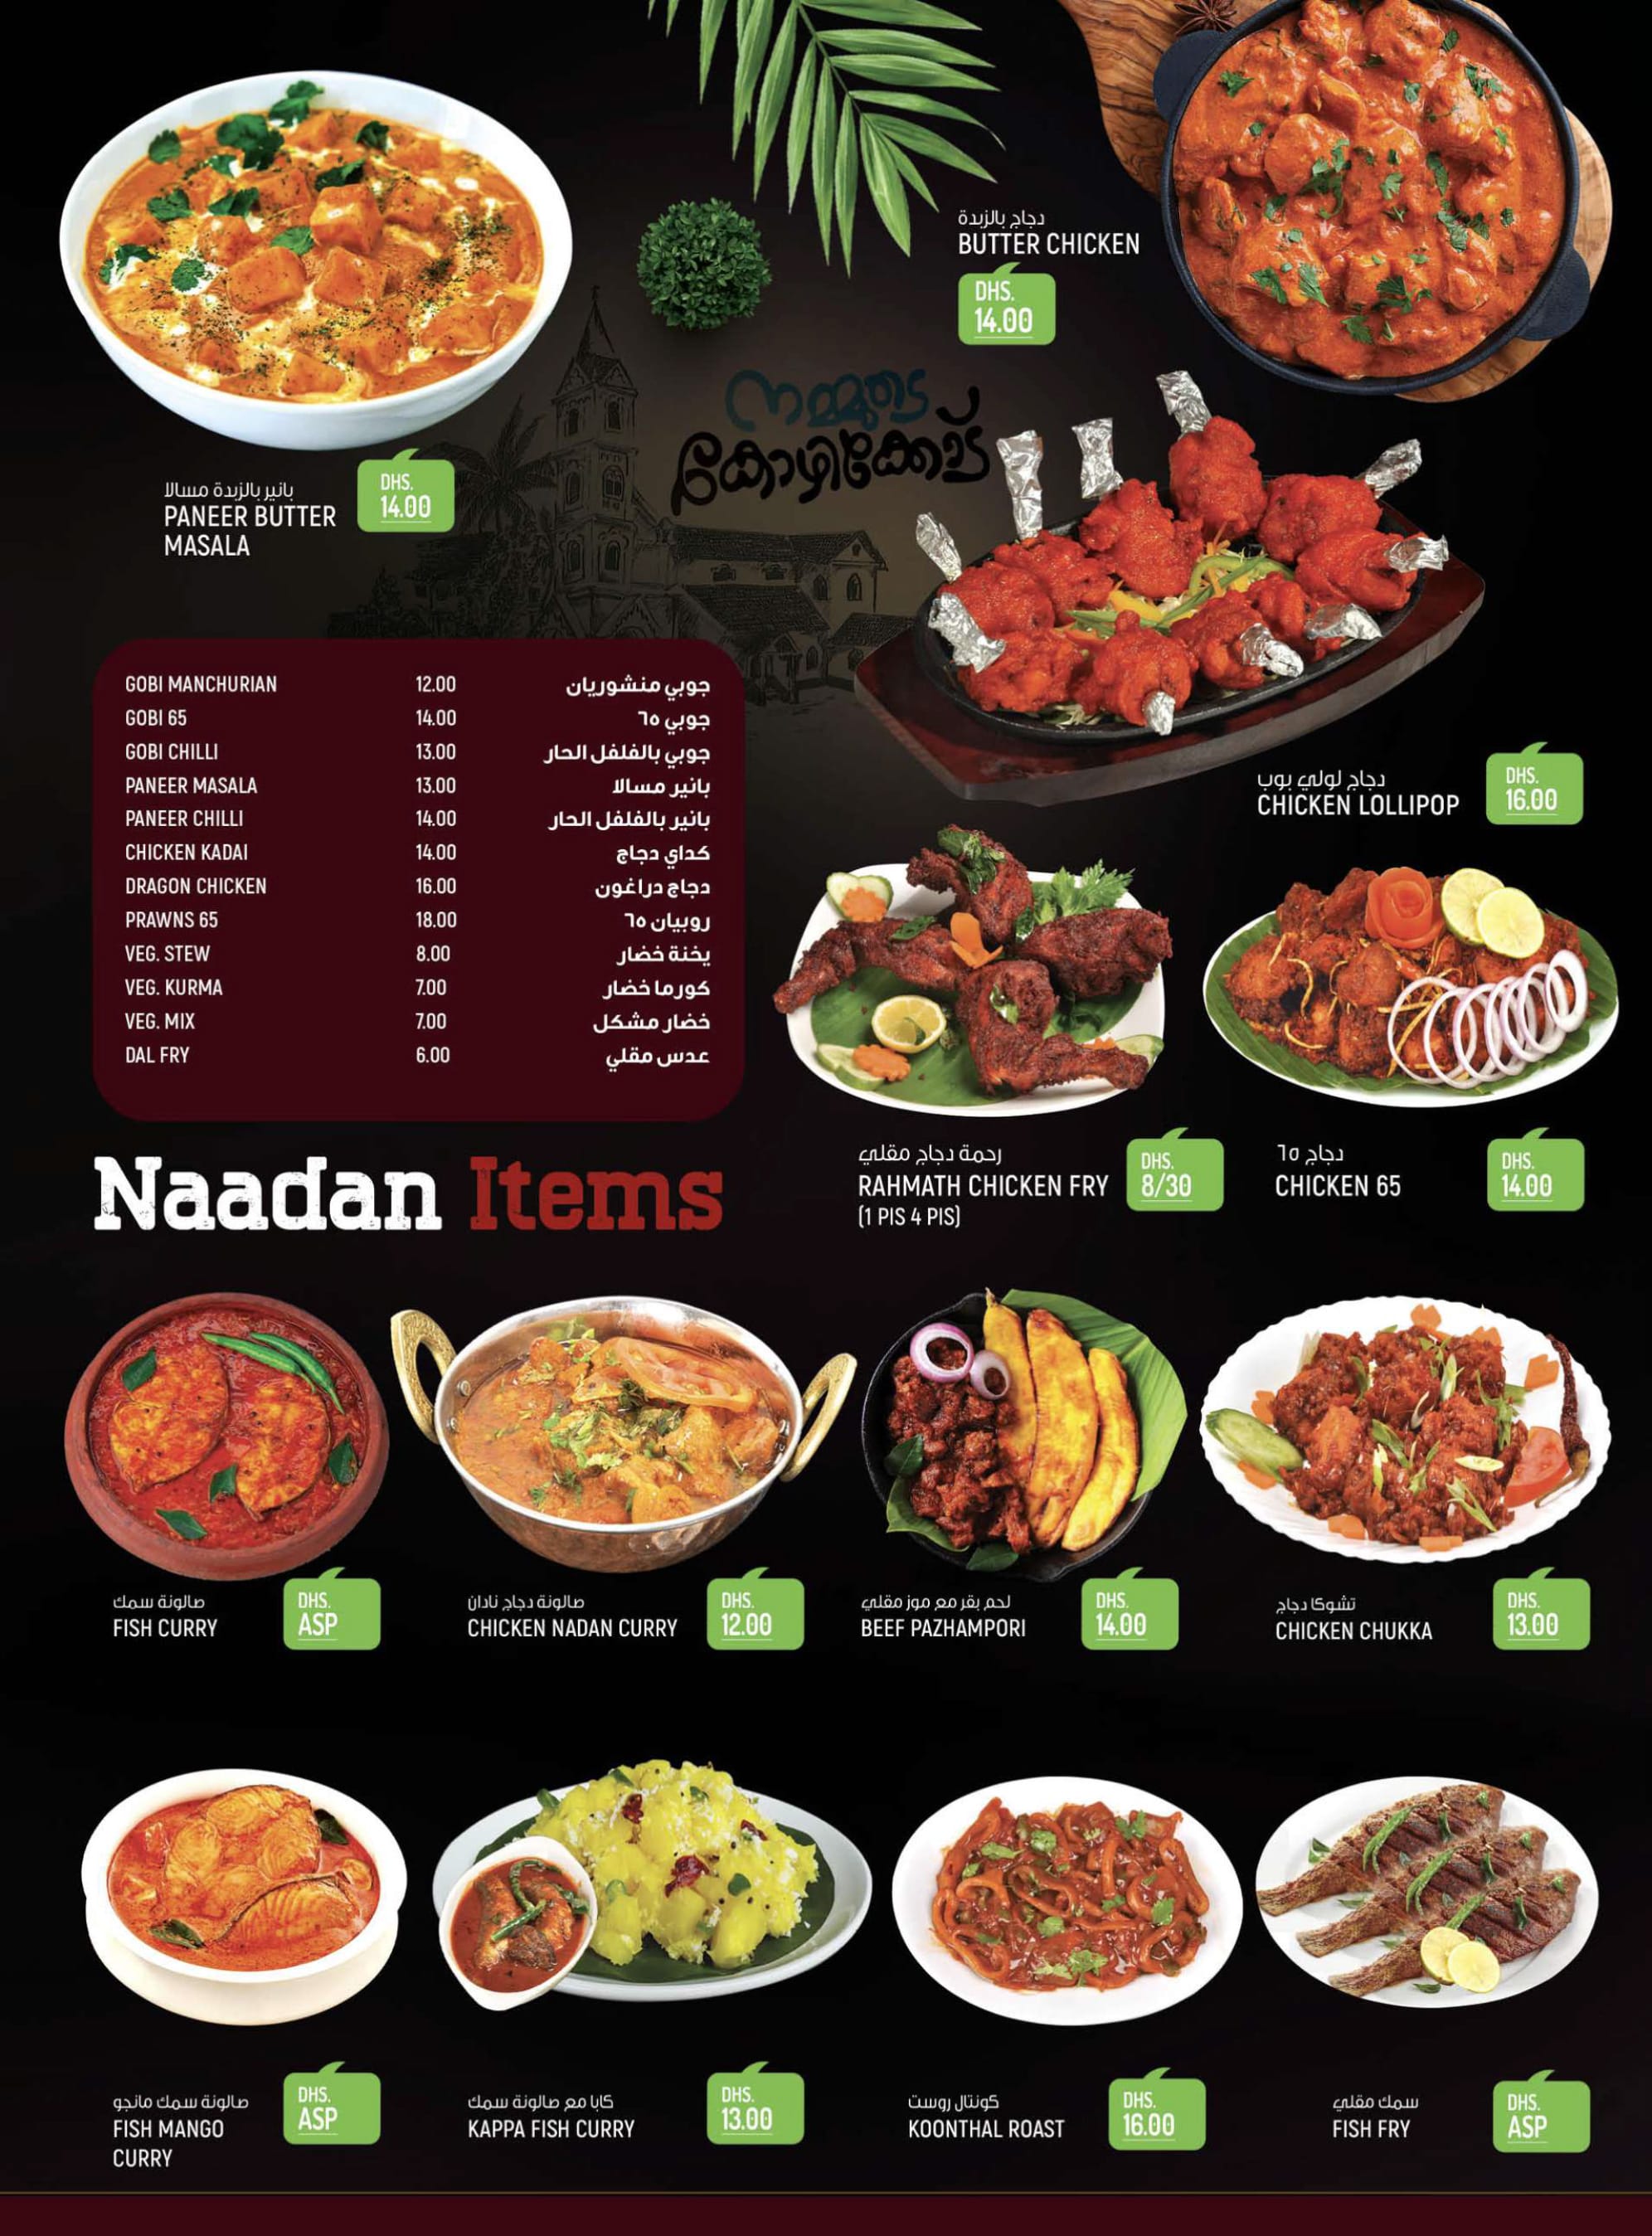 دجاج بالزبدة
BUTTER CHICKEN
DHS.
14.00
بانير بالزبدة مسالا
PANEER BUTTER
MASALA
DHS.
14.00
നമ്മുടെ
കോഴിക്കോട്
GOBI MANCHURIAN 12.00 جوبي منشوريان
GOBI 65 14.00 جوبي ٦٥
GOBI CHILLI 13.00 جوبي بالفلفل الحار
PANEER MASALA 13.00 بانير مسالا
PANEER CHILLI 14.00 بانير بالفلفل الحار
CHICKEN KADAI 14.00 كداي دجاج
DRAGON CHICKEN 16.00 دجاج دراغون
PRAWNS 65 18.00 روبيان ٦٥
VEG. STEW 8.00 يخنة خضار
VEG. KURMA 7.00 كورما خضار
VEG. MIX 7.00 خضار مشكل
DAL FRY 6.00 عدس مقلي
دجاج لولي بوب
CHICKEN LOLLIPOP
DHS.
16.00
رحمة دجاج مقلي
RAHMATH CHICKEN FRY
(1 PIS 4 PIS)
DHS.
8/30
دجاج ٦٥
CHICKEN 65
DHS.
14.00
Naadan Items
صالونة سمك
FISH CURRY
DHS.
ASP
صالونة دجاج نادان
CHICKEN NADAN CURRY
DHS.
12.00
لحم بقر مع موز مقلي
BEEF PAZHAMPORI
DHS.
14.00
تشوكا دجاج
CHICKEN CHUKKA
DHS.
13.00
صالونة سمك مانجو
FISH MANGO
CURRY
DHS.
ASP
كابا مع صالونة سمك
KAPPA FISH CURRY
DHS.
13.00
كونتال روست
KOONTHAL ROAST
DHS.
16.00
سمك مقلي
FISH FRY
DHS.
ASP